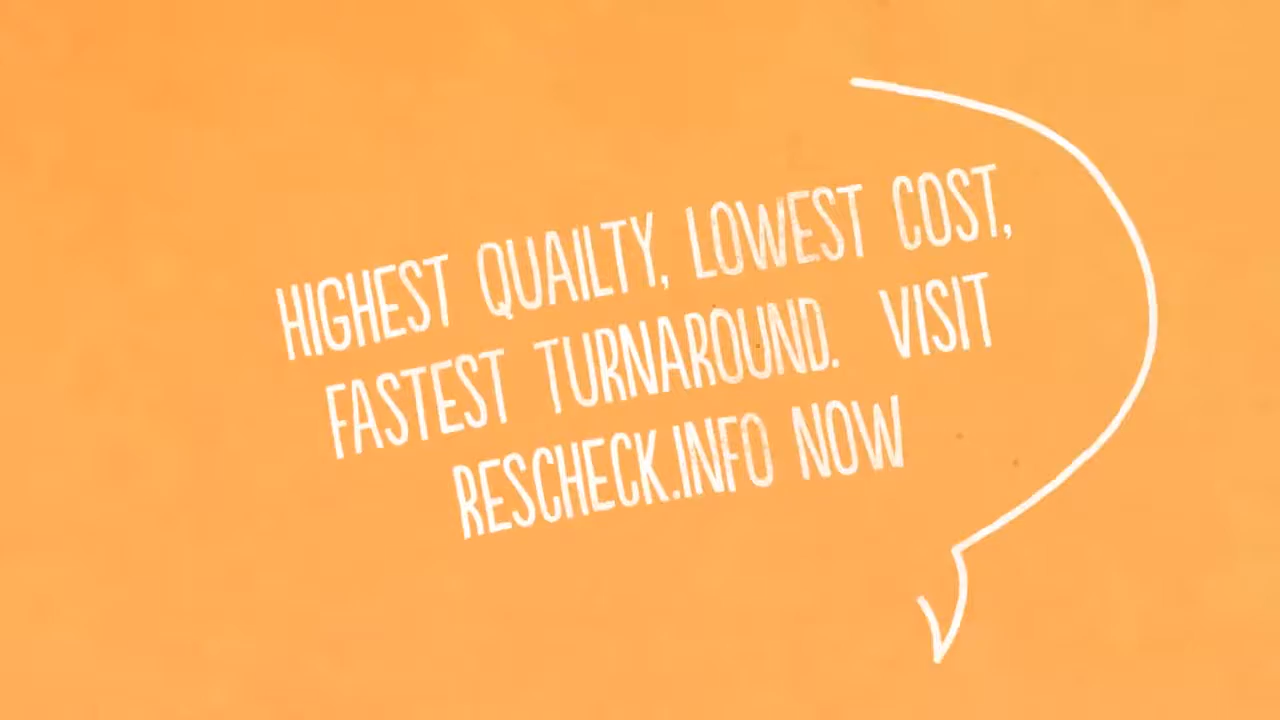 HIGHEST QUAILTY, LOWEST COST,
FASTEST TURNAROUND. VISIT
RESCHECK.INFO NOW